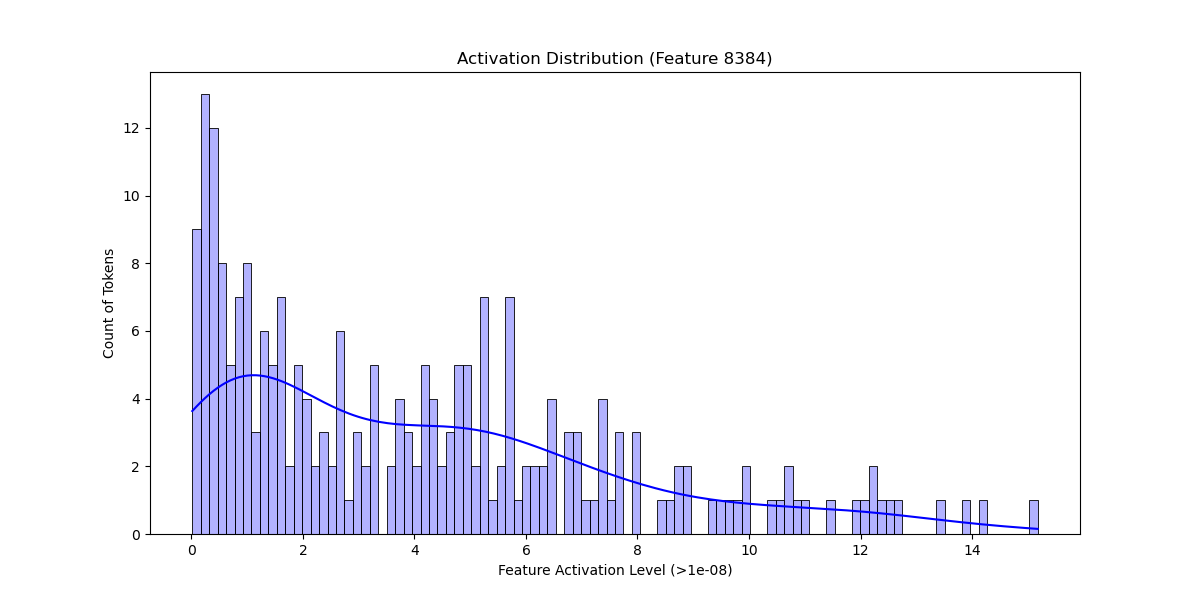 Activation Distribution (Feature 8384)
Count of Tokens
12
10
8
6
4
2
0
0 2 4 6 8 10 12 14
Feature Activation Level (>1e-08)